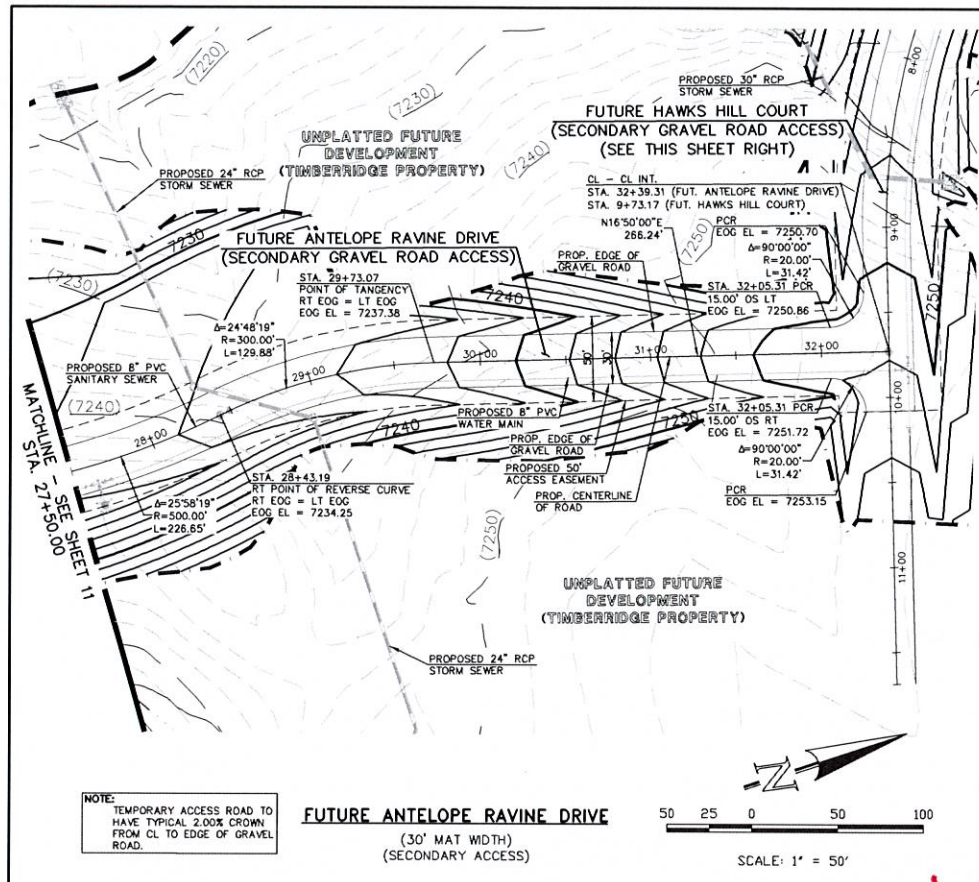 (7220)
(7230)
PROPOSED 30" RCP
STORM SEWER
8+00
FUTURE HAWKS HILL COURT
(SECONDARY GRAVEL ROAD ACCESS)
(SEE THIS SHEET RIGHT)
UNPLATTED FUTURE
DEVELOPMENT
(TIMBERRIDGE PROPERTY)
(7240)
PROPOSED 24" RCP
STORM SEWER
CL - CL INT.
STA. 32+39.31 (FUT. ANTELOPE RAVINE DRIVE)
STA. 9+73.17 (FUT. HAWKS HILL COURT)
N16°50'00"E
266.24'
(7250)
PCR
EOG EL = 7250.70
Δ=90°00'00"
R=20.00'
L=31.42'
9+00
7230
(7230)
FUTURE ANTELOPE RAVINE DRIVE
(SECONDARY GRAVEL ROAD ACCESS)
PROP. EDGE OF
GRAVEL ROAD
STA. 29+73.07
POINT OF TANGENCY
RT EOG = LT EOG
EOG EL = 7237.38
7240
STA. 32+05.31 PCR
15.00' OS LT
EOG EL = 7250.86
7250
Δ=24°48'19"
R=300.00'
L=129.88'
PROPOSED 8" PVC
SANITARY SEWER
(7240)
28+00
29+00
30+00
31+00
32+00
50'
30'
10+00
MATCHLINE - SEE SHEET 11
STA. 27+50.00
7240
PROPOSED 8" PVC
WATER MAIN
7250
STA. 32+05.31 PCR
15.00' OS RT
EOG EL = 7251.72
Δ=90°00'00"
R=20.00'
L=31.42'
PROP. EDGE OF
GRAVEL ROAD
PROPOSED 50'
ACCESS EASEMENT
PROP. CENTERLINE
OF ROAD
PCR
EOG EL = 7253.15
STA. 28+43.19
RT POINT OF REVERSE CURVE
RT EOG = LT EOG
EOG EL = 7234.25
Δ=25°58'19"
R=500.00'
L=226.65'
(7250)
11+00
UNPLATTED FUTURE
DEVELOPMENT
(TIMBERRIDGE PROPERTY)
PROPOSED 24" RCP
STORM SEWER
N
NOTE:
TEMPORARY ACCESS ROAD TO
HAVE TYPICAL 2.00% CROWN
FROM CL TO EDGE OF GRAVEL
ROAD.
FUTURE ANTELOPE RAVINE DRIVE
(30' MAT WIDTH)
(SECONDARY ACCESS)
50 25 0 50 100
SCALE: 1" = 50'